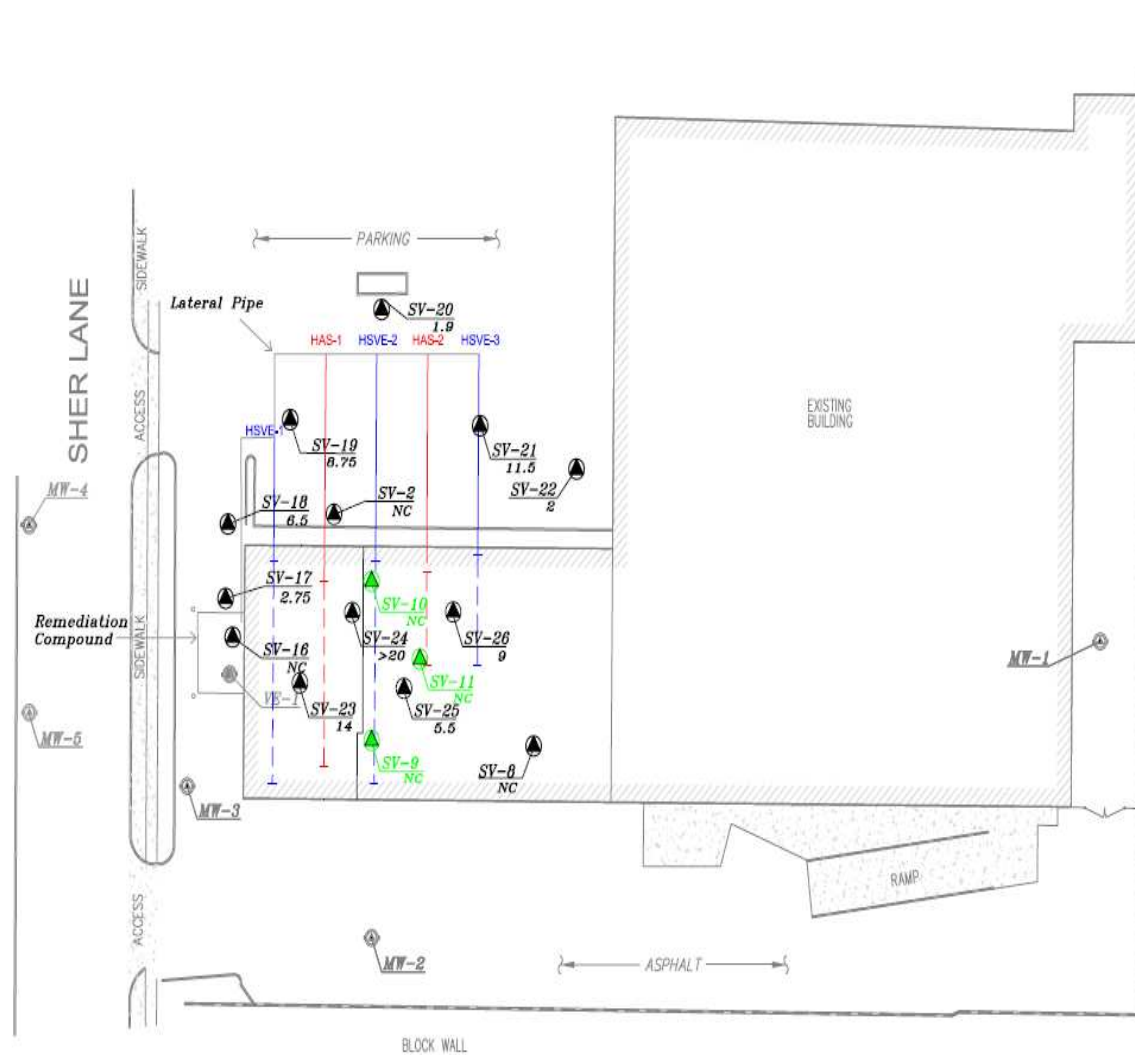 PARKING
SIDEWALK
SHER LANE
Lateral Pipe
SV-20
1.9
HAS-1
HSVE-2
HAS-2
HSVE-3
ACCESS
HSVE-1
EXISTING
BUILDING
SV-19
8.75
SV-21
11.5
SV-22
2
MW-4
SV-18
6.5
SV-2
NC
SV-17
2.75
SV-10
NC
Remediation
Compound
SIDEWALK
SV-16
NC
SV-24
>20
SV-26
9
MW-1
VE-1
SV-11
NC
SV-23
14
SV-25
5.5
MW-5
SV-9
NC
SV-8
NC
MW-3
RAMP
ACCESS
MW-2
ASPHALT
BLOCK WALL